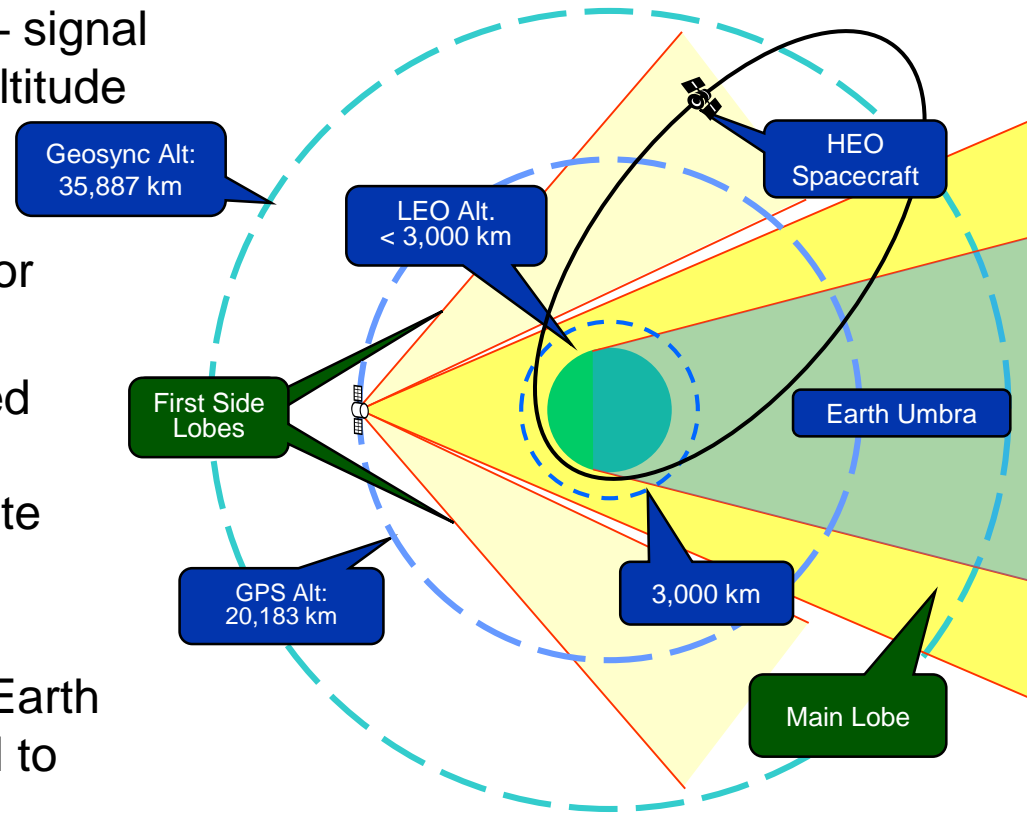 – signal
ltitude
Geosync Alt:
35,887 km
HEO
Spacecraft
LEO Alt.
< 3,000 km
or
ed
First Side
Lobes
Earth Umbra
te
GPS Alt:
20,183 km
3,000 km
Earth
Main Lobe
to